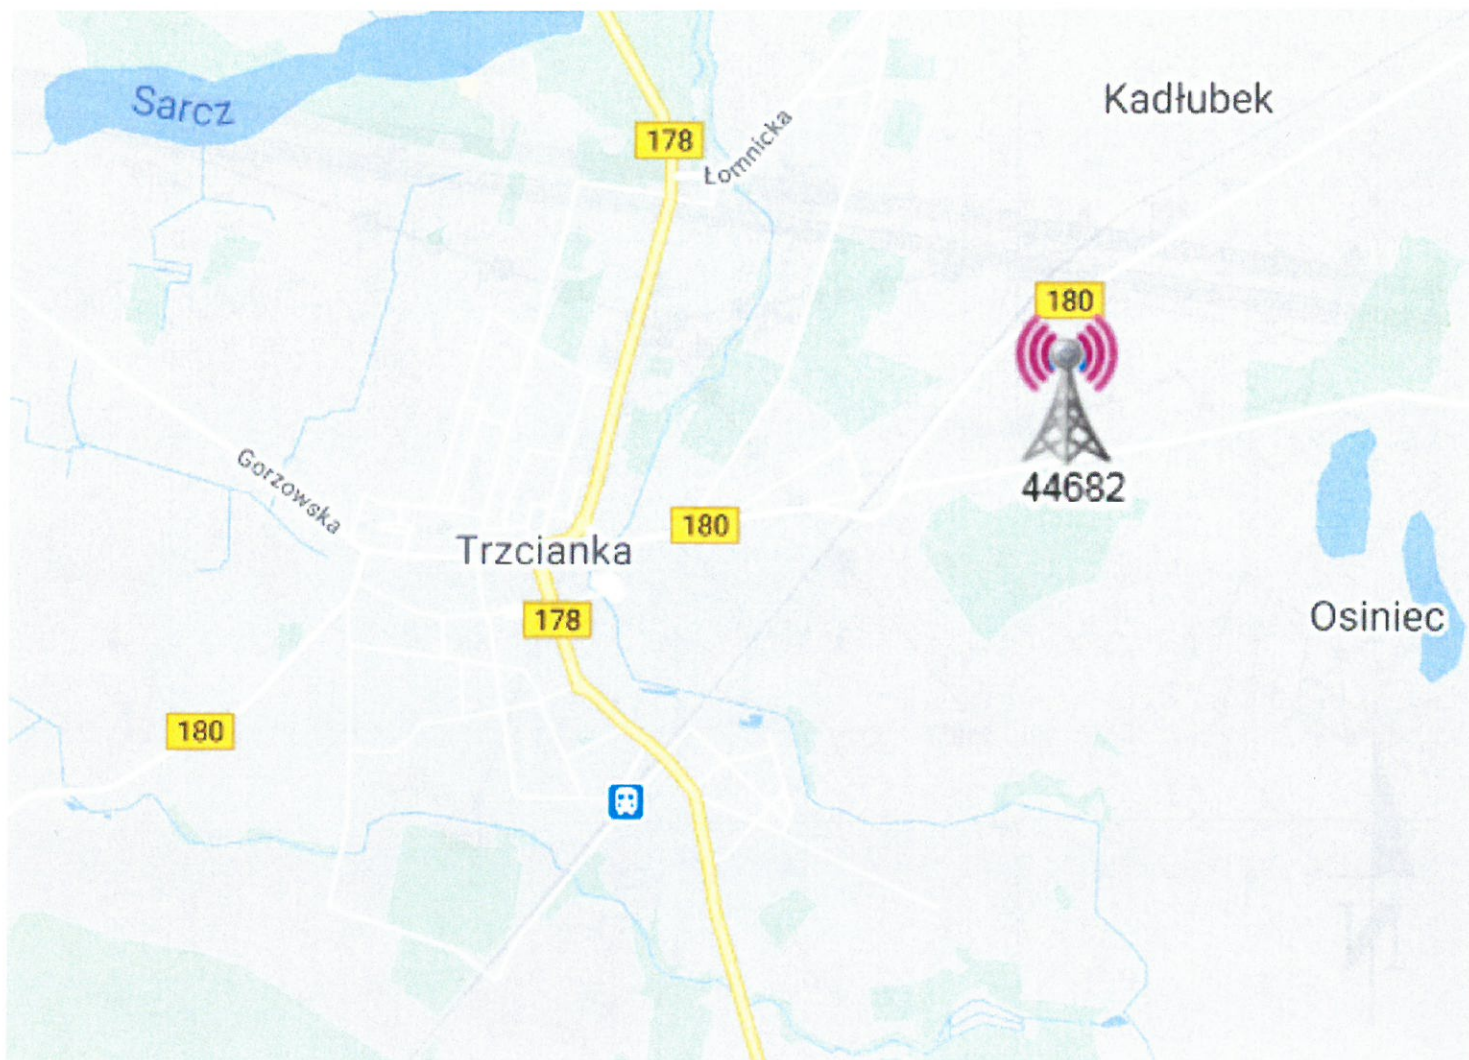 Sarcz
Kadłubek
178
Łomnicka
180
44682
Gorzowska
180
Trzcianka
178
Osiniec
180